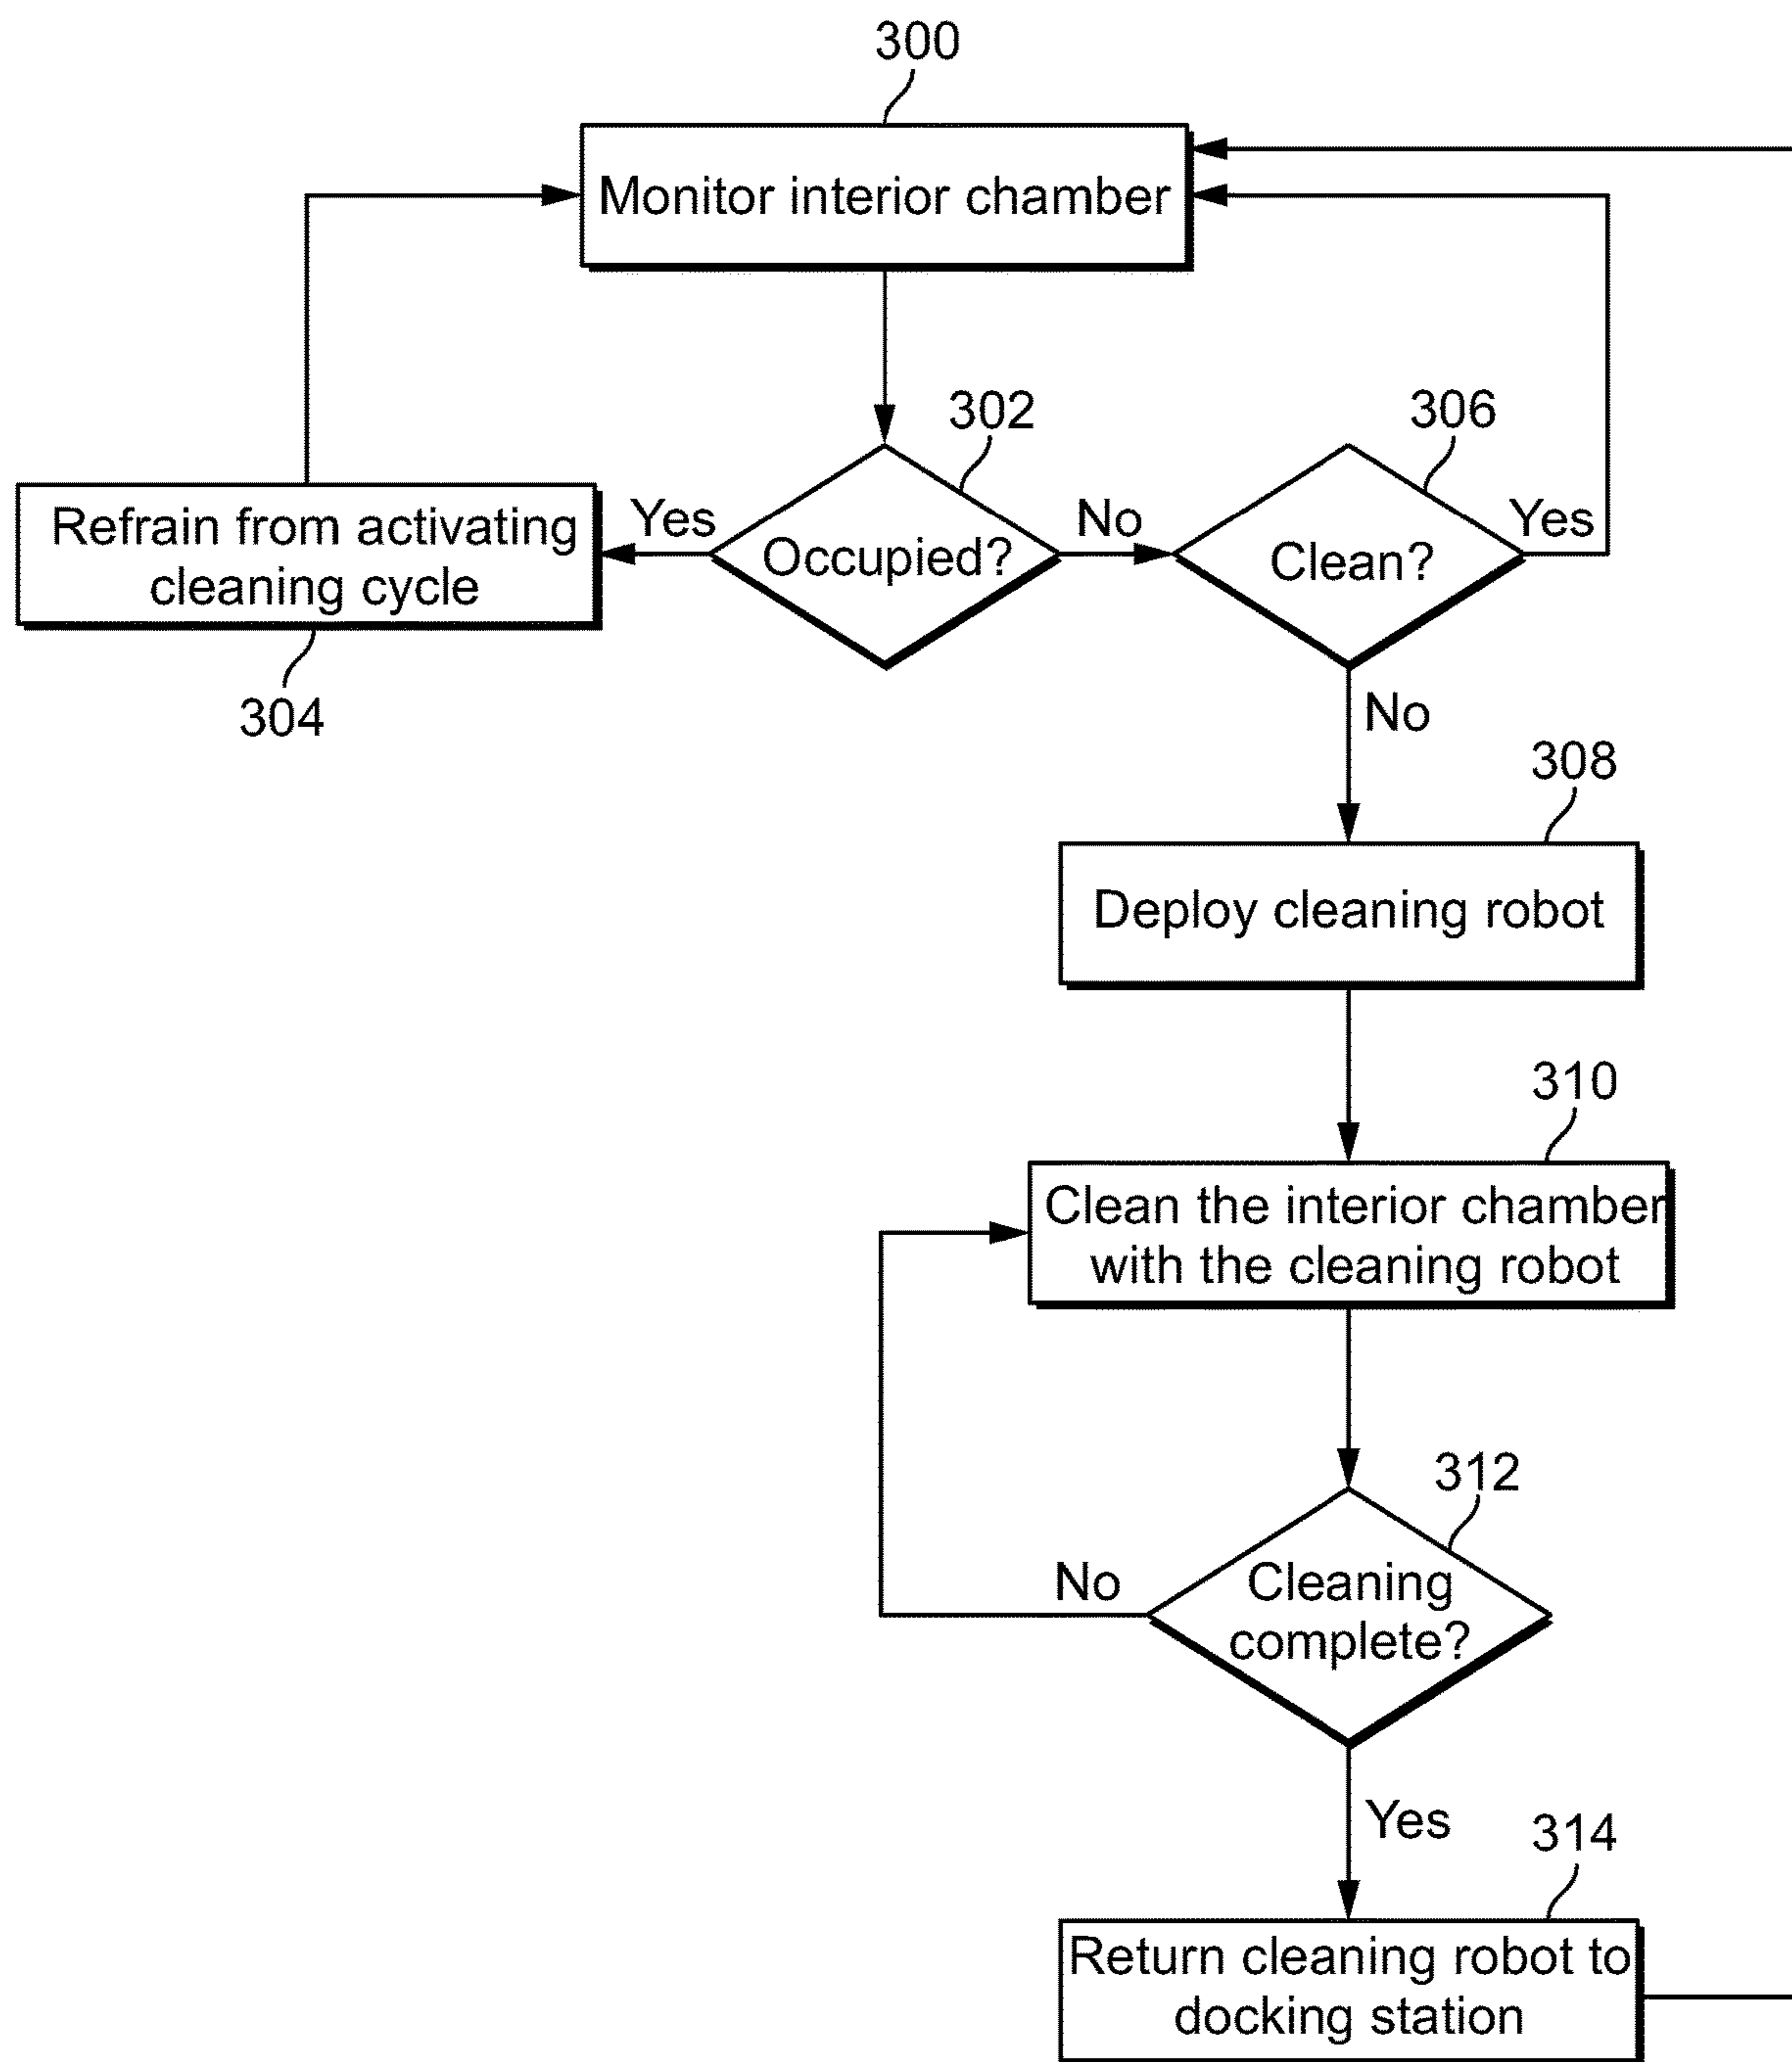 300
Monitor interior chamber
302
306
Refrain from activating
cleaning cycle
Yes
Occupied?
No
Clean?
Yes
304
No
308
Deploy cleaning robot
310
Clean the interior chamber
with the cleaning robot
312
No
Cleaning
complete?
Yes
314
Return cleaning robot to
docking station